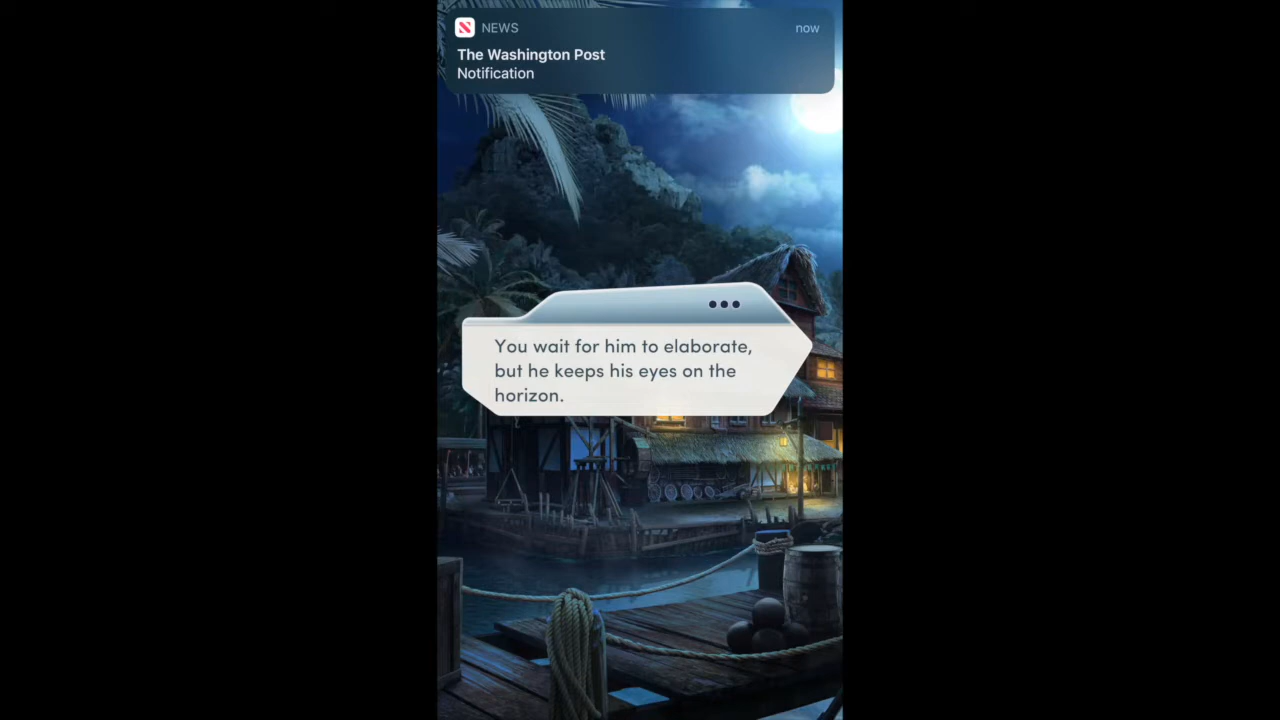 NEWS
now
The Washington Post
Notification
You wait for him to elaborate,
but he keeps his eyes on the
horizon.